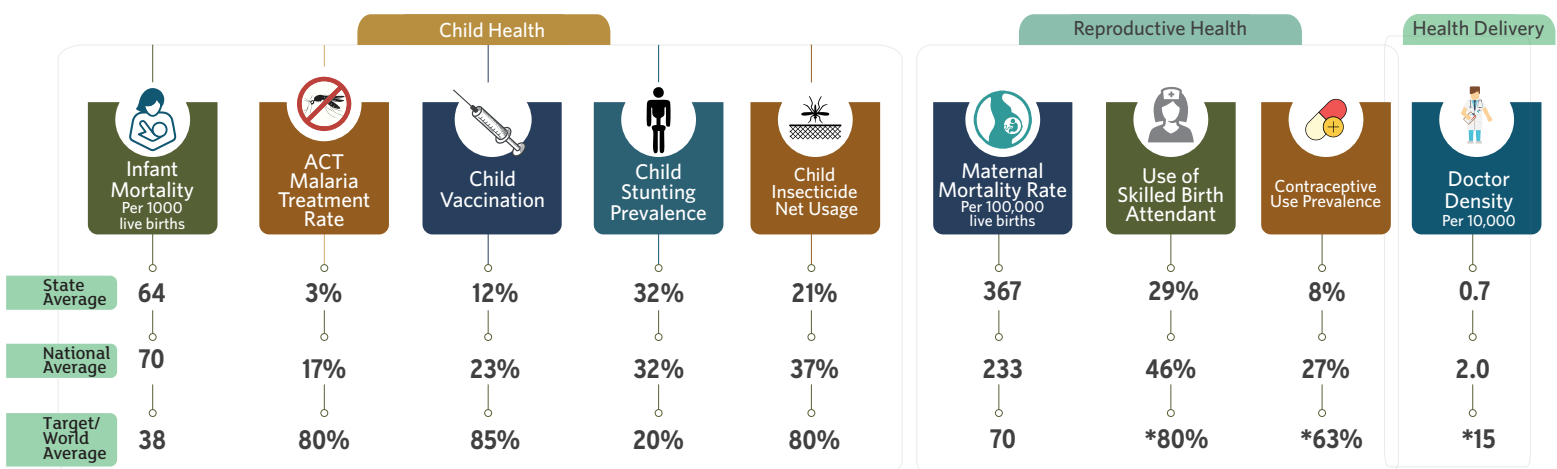 Child Health
Reproductive Health
Health Delivery
Infant
Mortality
Per 1000
live births
ACT
Malaria
Treatment
Rate
Child
Vaccination
Child
Stunting
Prevalence
Child
Insecticide
Net Usage
Maternal
Mortality Rate
Per 100,000
live births
Use of
Skilled Birth
Attendant
Contraceptive
Use Prevalence
Doctor
Density
Per 10,000
State
Average
64 3% 12% 32% 21% 367 29% 8% 0.7
National
Average
70 17% 23% 32% 37% 233 46% 27% 2.0
Target/
World
Average
38 80% 85% 20% 80% 70 *80% *63% *15